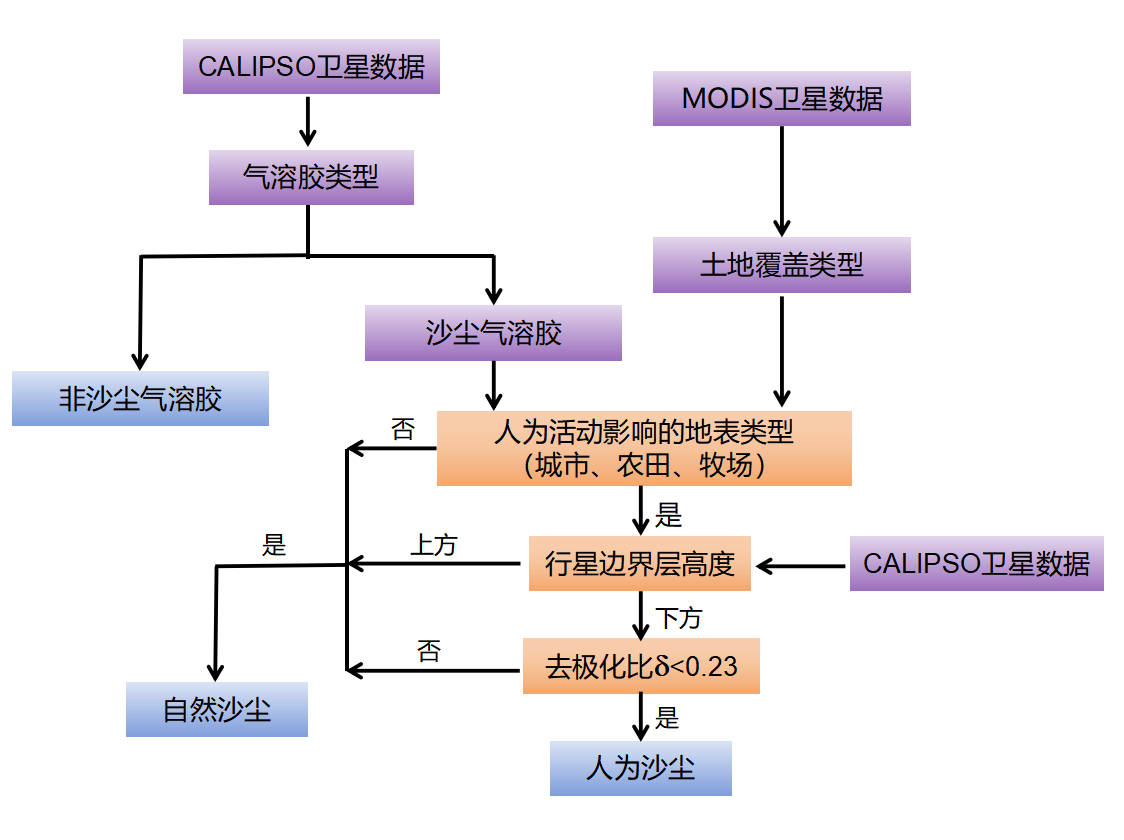 CALIPSO卫星数据
MODIS卫星数据
气溶胶类型
土地覆盖类型
沙尘气溶胶
非沙尘气溶胶
人为活动影响的地表类型
（城市、农田、牧场）
否
是
行星边界层高度
CALIPSO卫星数据
上方
是
下方
去极化比δ<0.23
否
自然沙尘
是
人为沙尘